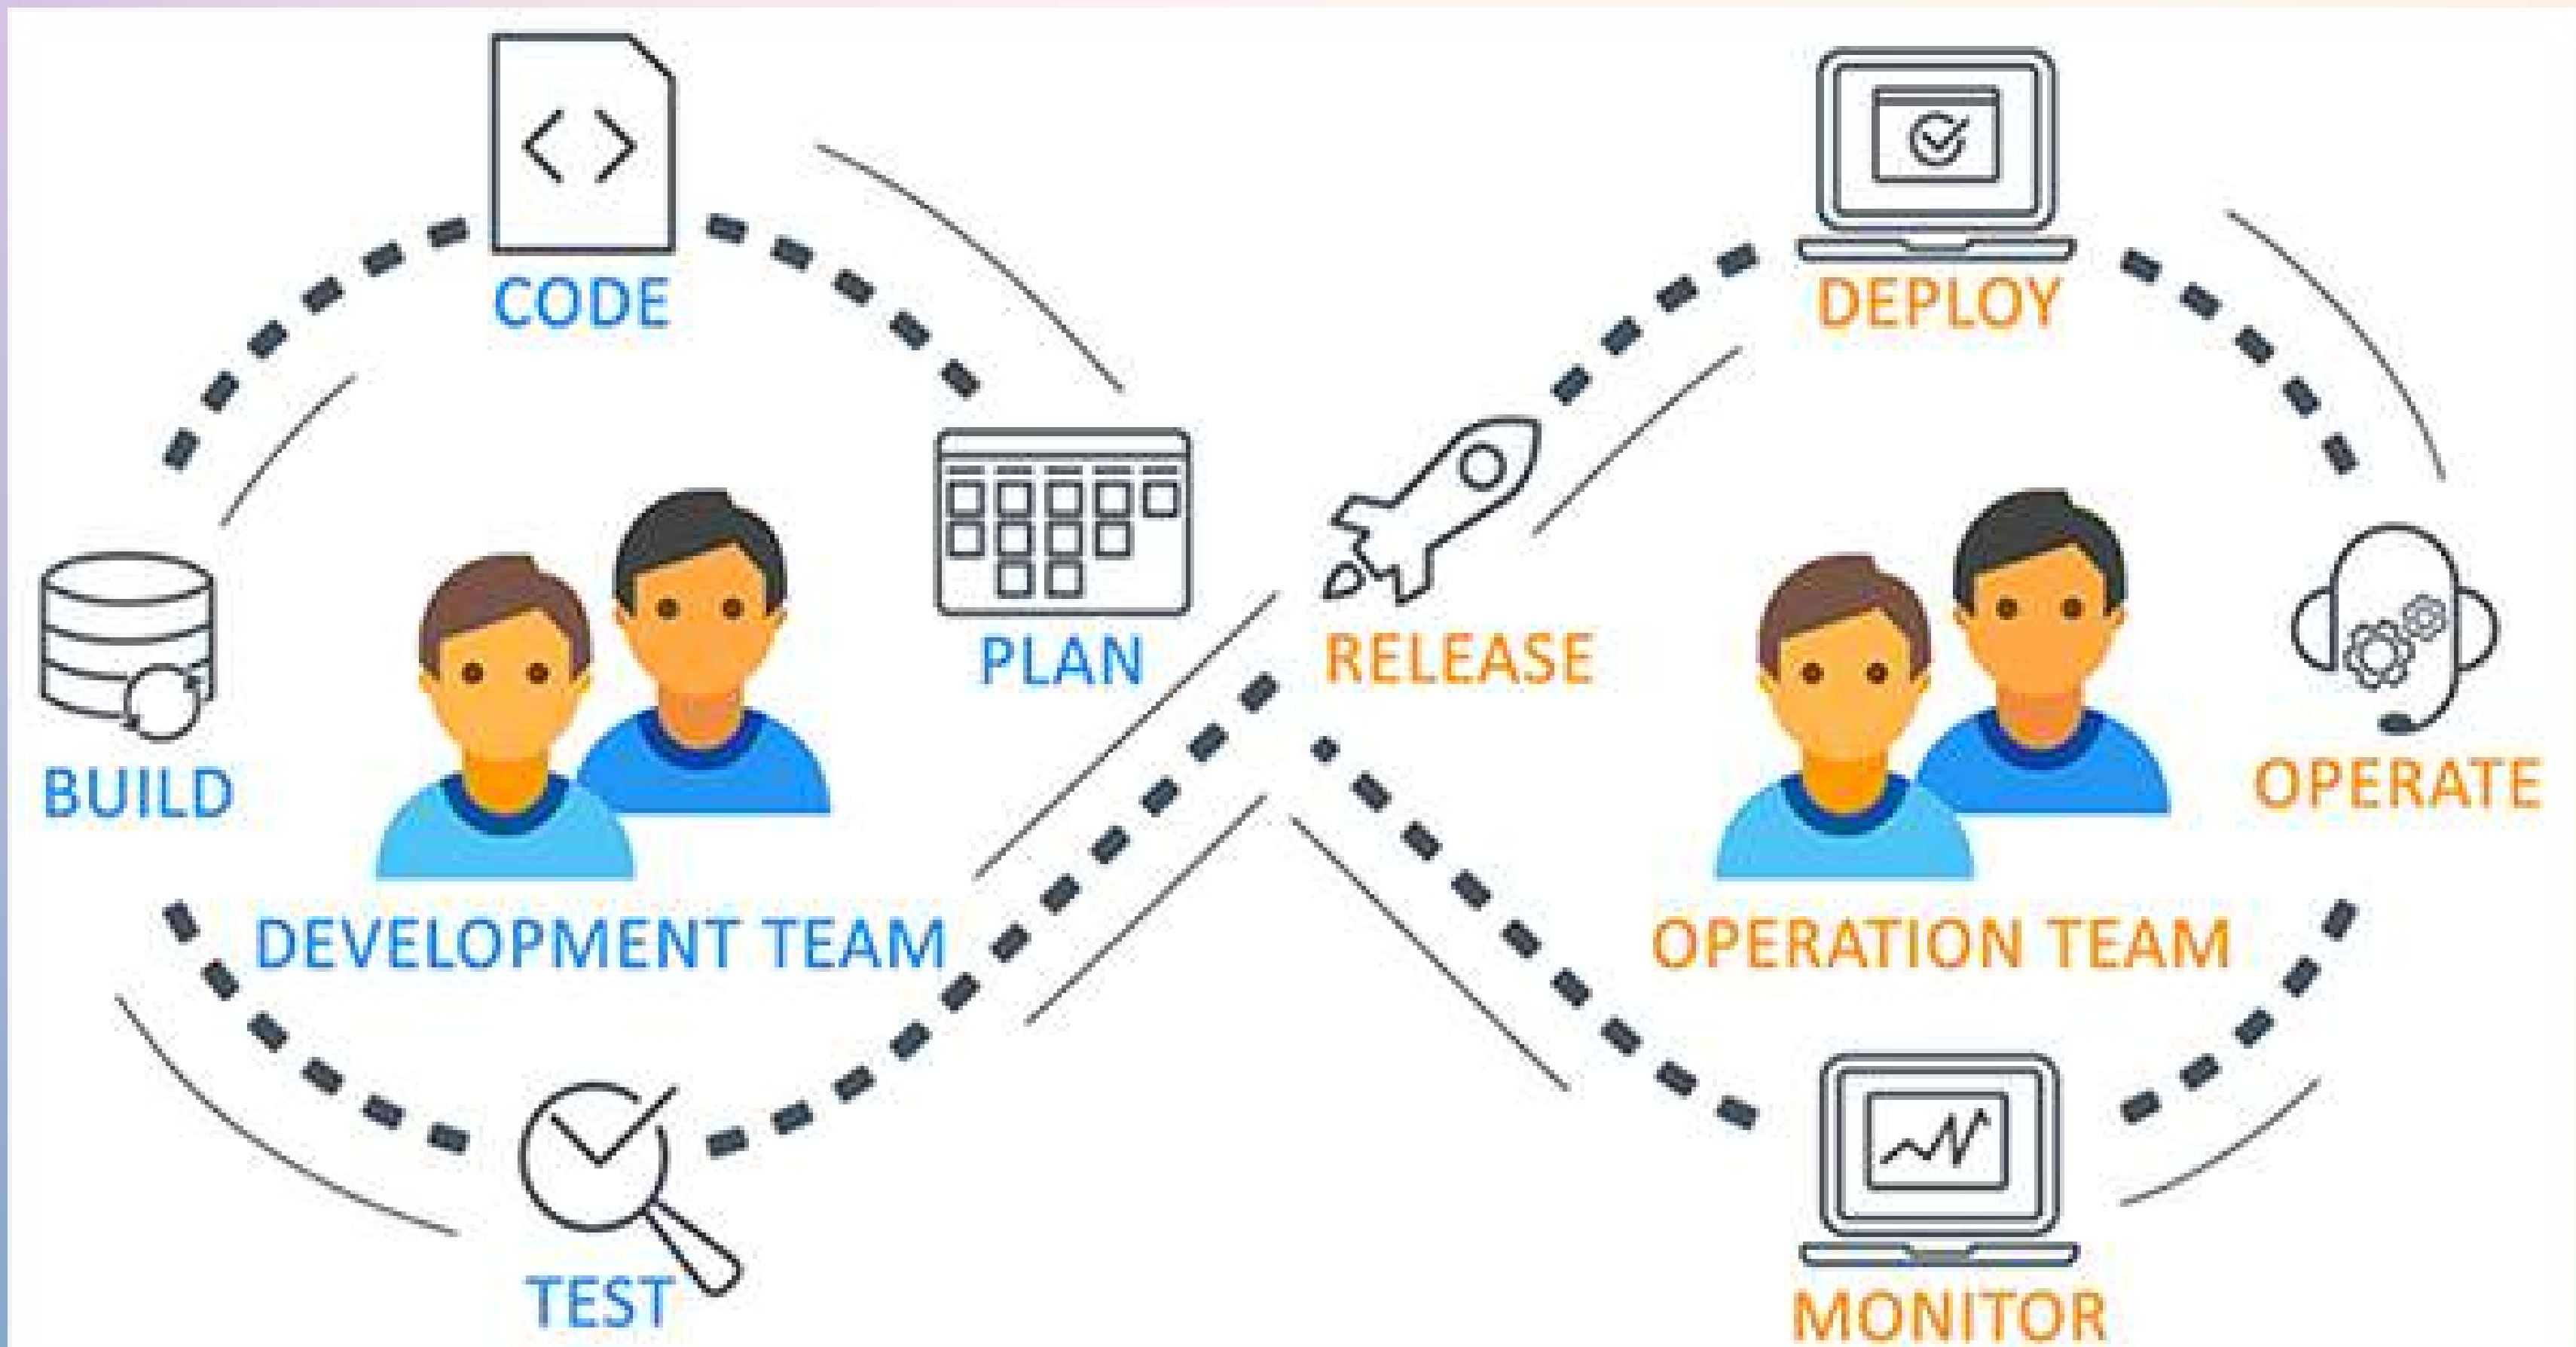 CODE
DEPLOY
PLAN
RELEASE
BUILD
OPERATE
DEVELOPMENT TEAM
OPERATION TEAM
TEST
MONITOR